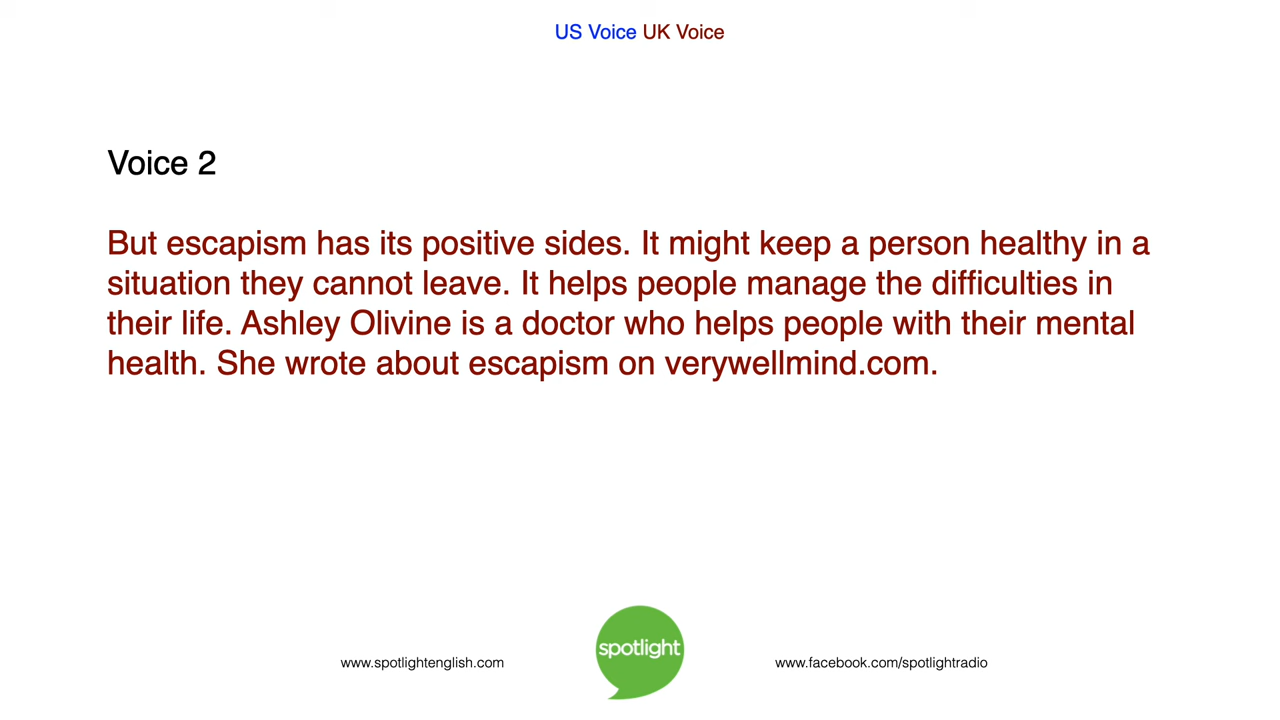 US Voice UK Voice
Voice 2
But escapism has its positive sides. It might keep a person healthy in a
situation they cannot leave. It helps people manage the difficulties in
their life. Ashley Olivine is a doctor who helps people with their mental
health. She wrote about escapism on verywellmind.com.
spotlight
www.spotlightenglish.com
www.facebook.com/spotlightradio